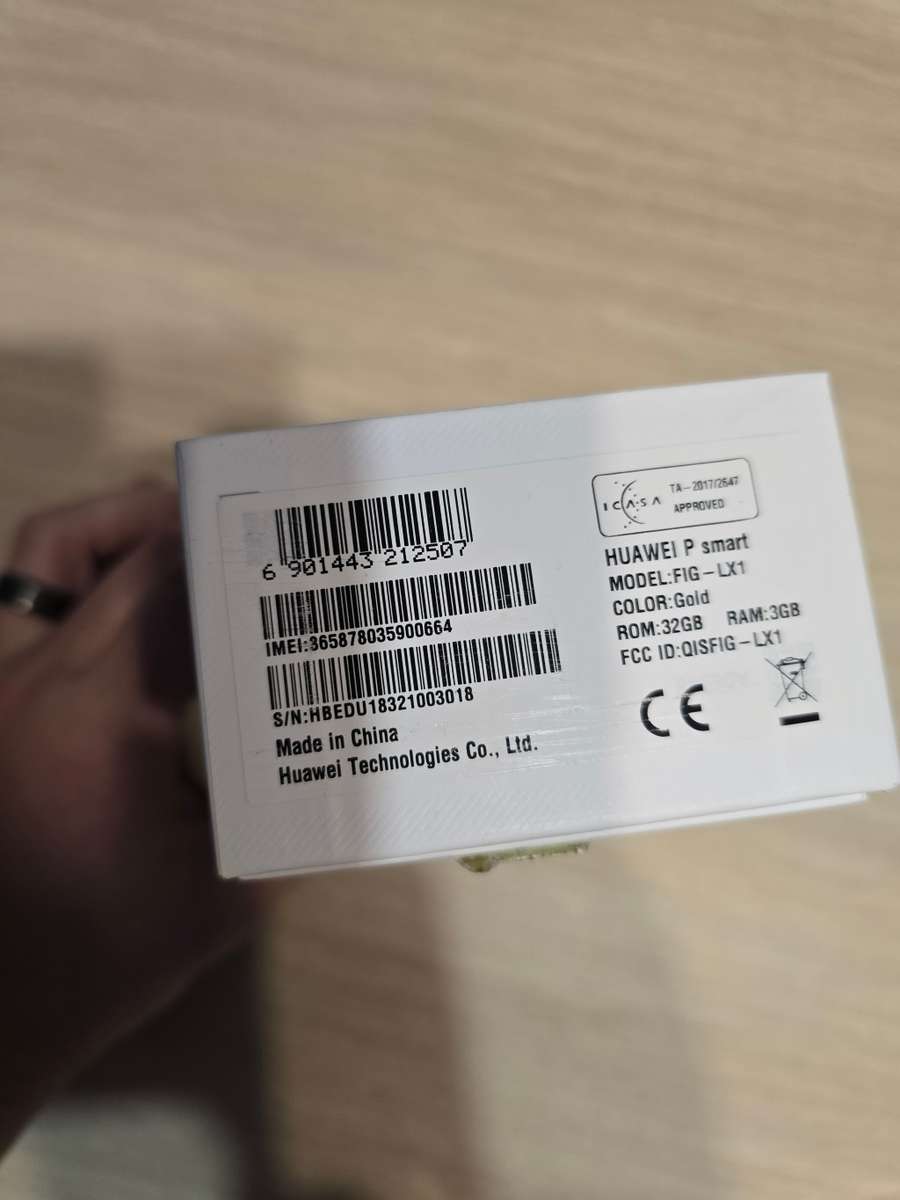 6 901443 212507
IMEI:365878035900664
S/N:HBEDU18321003018
Made in China
Huawei Technologies Co., Ltd.
ICASA
TA-2017/2647
APPROVED
HUAWEI P smart
MODEL:FIG-LX1
COLOR:Gold
ROM:32GB RAM:3GB
FCC ID:QISFIG-LX1
CE